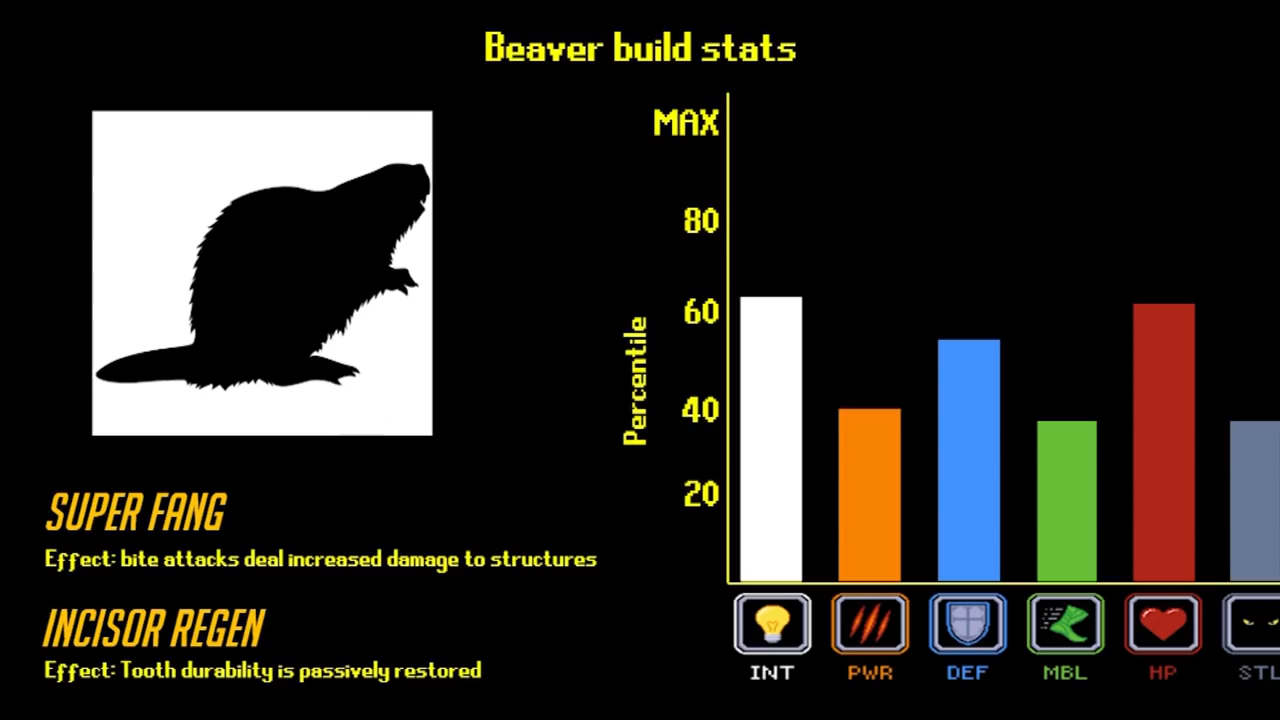 Beaver build stats
MAX
80
60
40
20
Percentile
SUPER FANG
Effect: bite attacks deal increased damage to structures
INCISOR REGEN
Effect: Tooth durability is passively restored
INT PWR DEF MBL HP STL